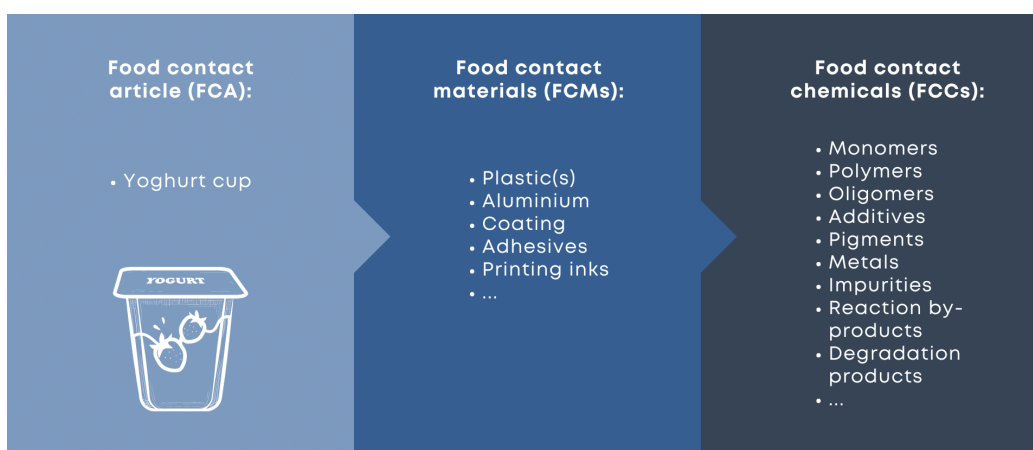 Food contact
article (FCA):
• Yoghurt cup
YOGURT
Food contact
materials (FCMs):
• Plastic(s)
• Aluminium
• Coating
• Adhesives
• Printing inks
• ...
Food contact
chemicals (FCCs):
• Monomers
• Polymers
• Oligomers
• Additives
• Pigments
• Metals
• Impurities
• Reaction by-
products
• Degradation
products
• ...